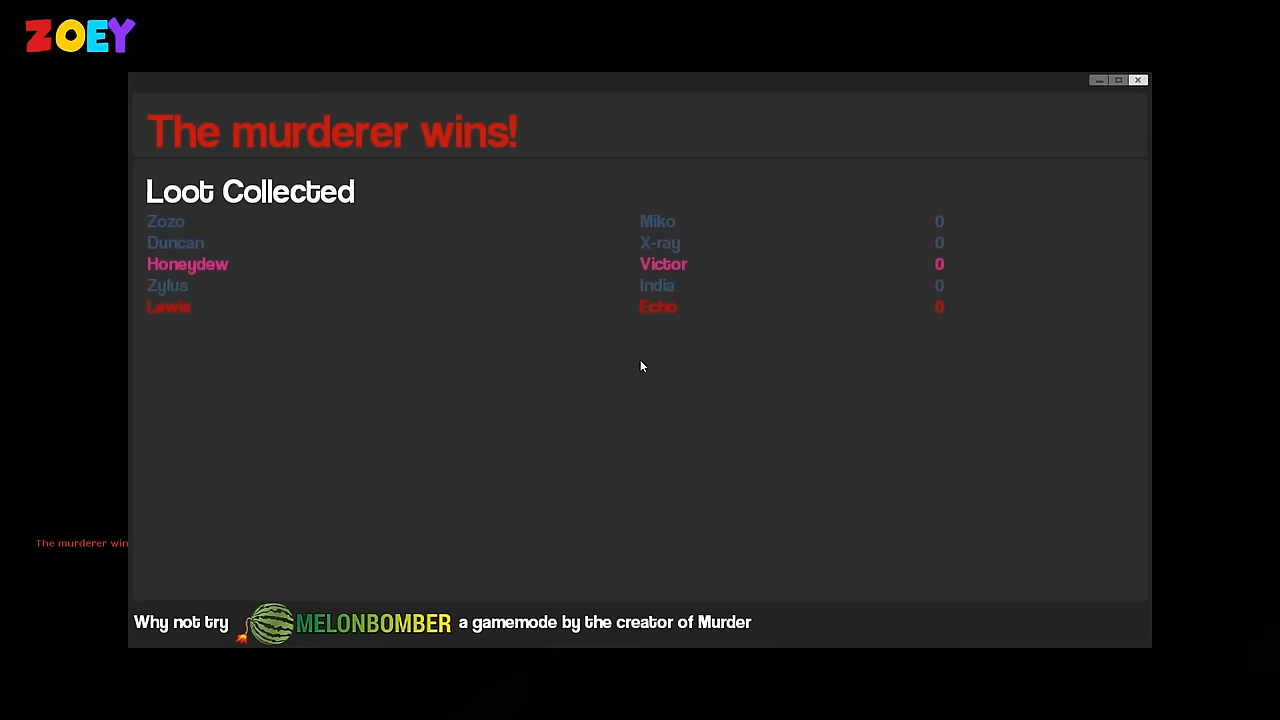 ZOEY
The murderer wins!
Loot Collected
Zozo Miko 0
Duncan X-ray 0
Honeydew Victor 0
Zylus India 0
Lewis Echo 0
The murderer win
Why not try MELONBOMBER a gamemode by the creator of Murder